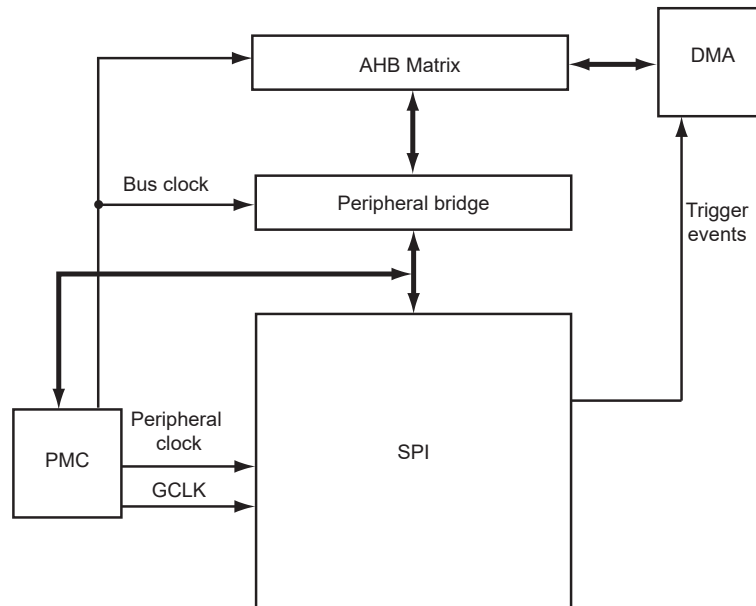 AHB Matrix
DMA
Bus clock
Peripheral bridge
Trigger
events
Peripheral
clock
PMC
SPI
GCLK